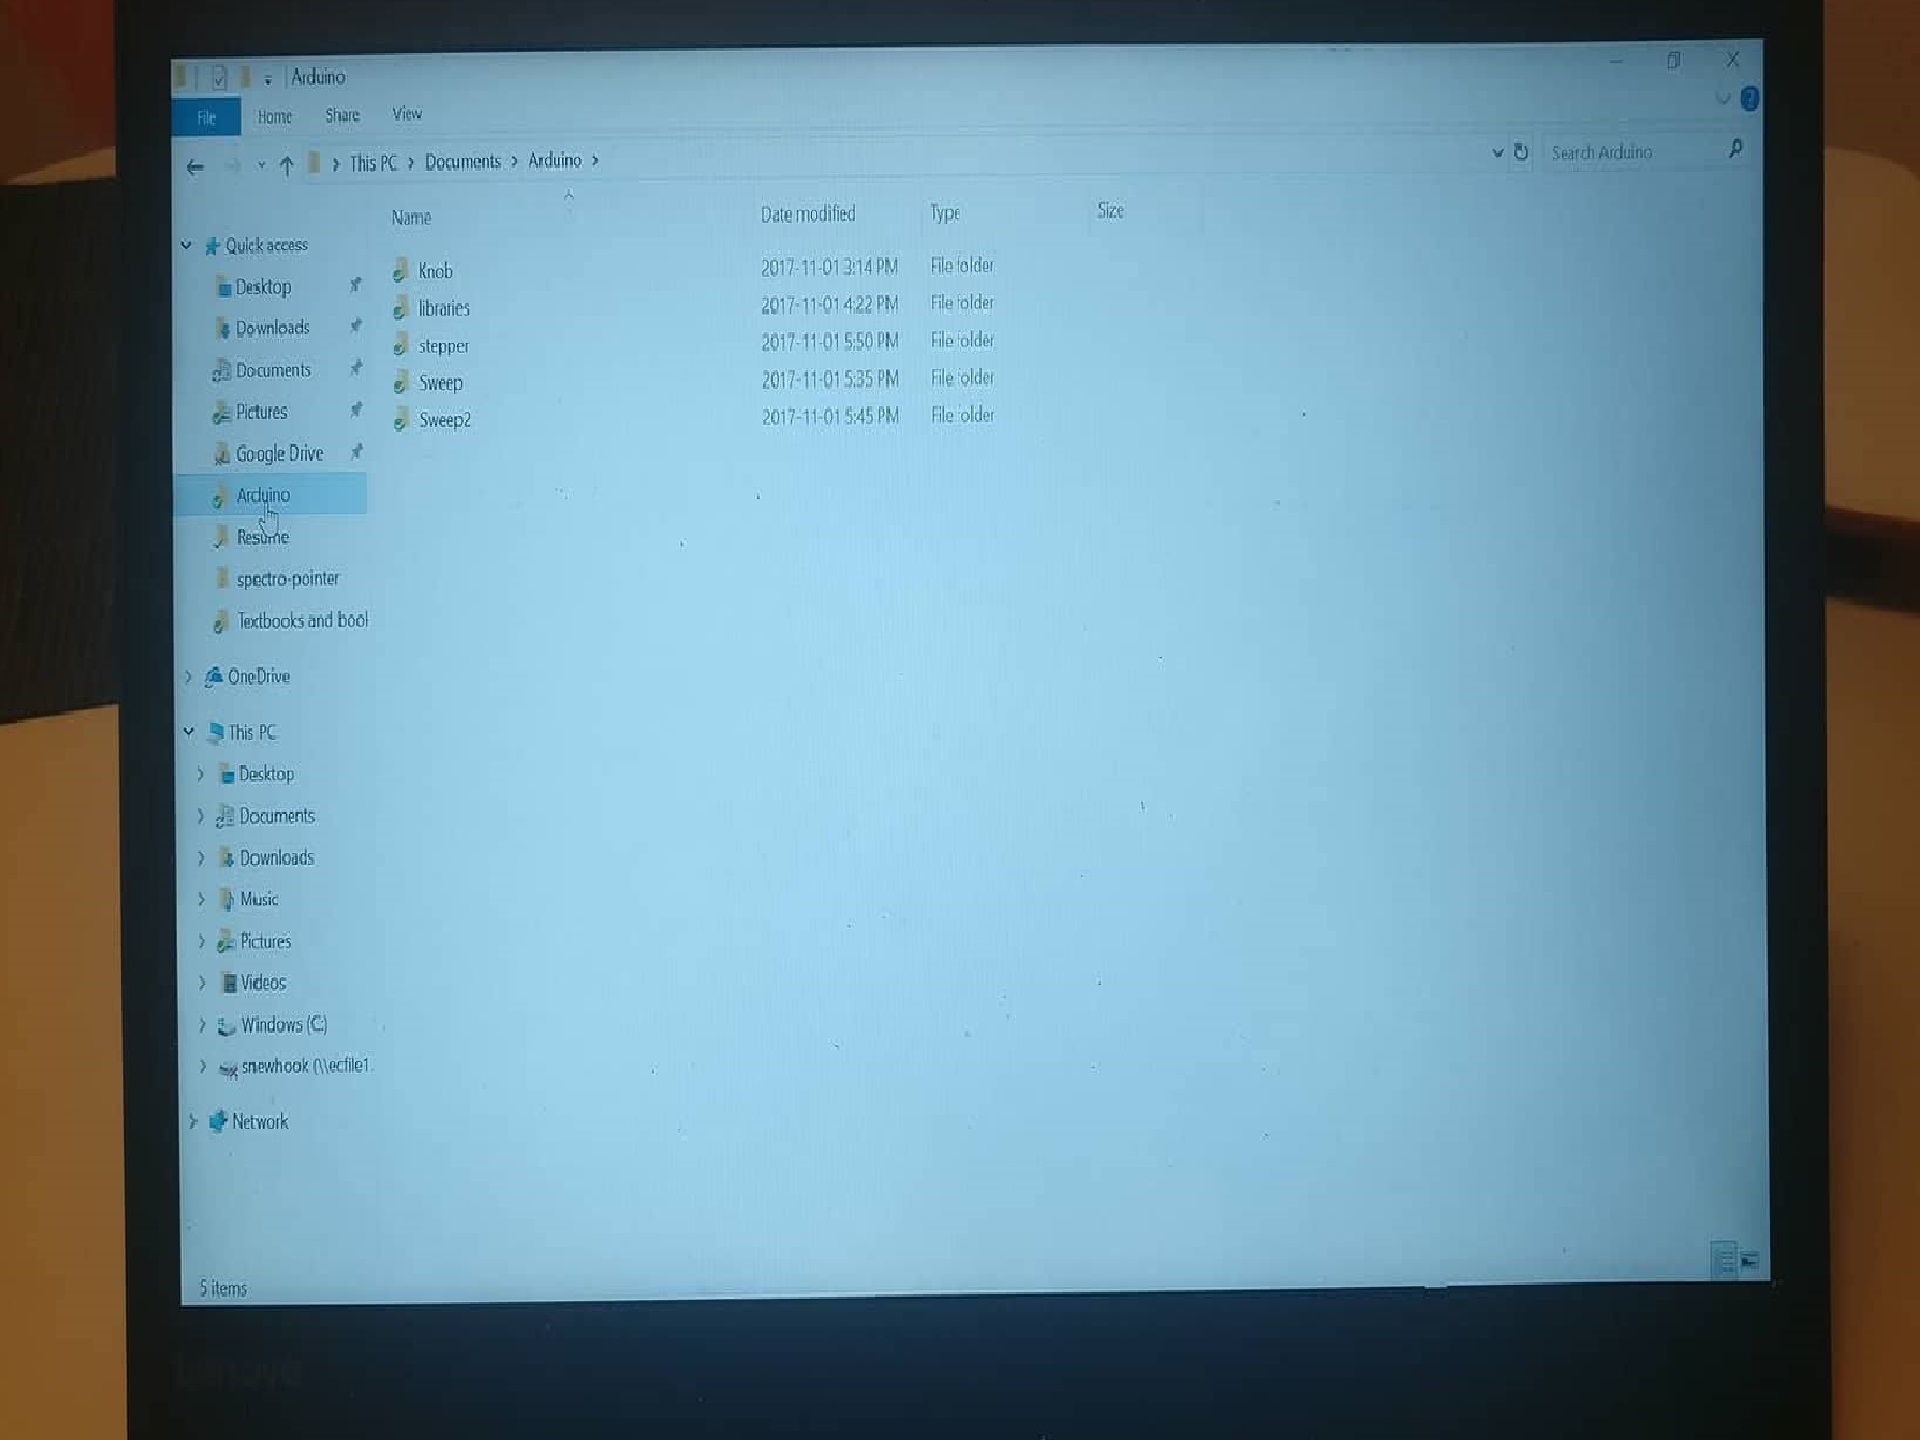 Arduino
File Home Share View
This PC Documents Arduino
Search Arduino
Name Date modified Type Size
Quick access
Desktop
Downloads
Documents
Pictures
Google Drive
Arduino
Resume
spectro-pointer
Textbooks and bool
OneDrive
This PC
Desktop
Documents
Downloads
Music
Pictures
Videos
Windows (C:)
snewhook (\\ecfile1.
Network
Knob 2017-11-01 3:14 PM File folder
libraries 2017-11-01 4:22 PM File folder
stepper 2017-11-01 5:50 PM File folder
Sweep 2017-11-01 5:35 PM File folder
Sweep2 2017-11-01 5:45 PM File folder
5 items
lenovo